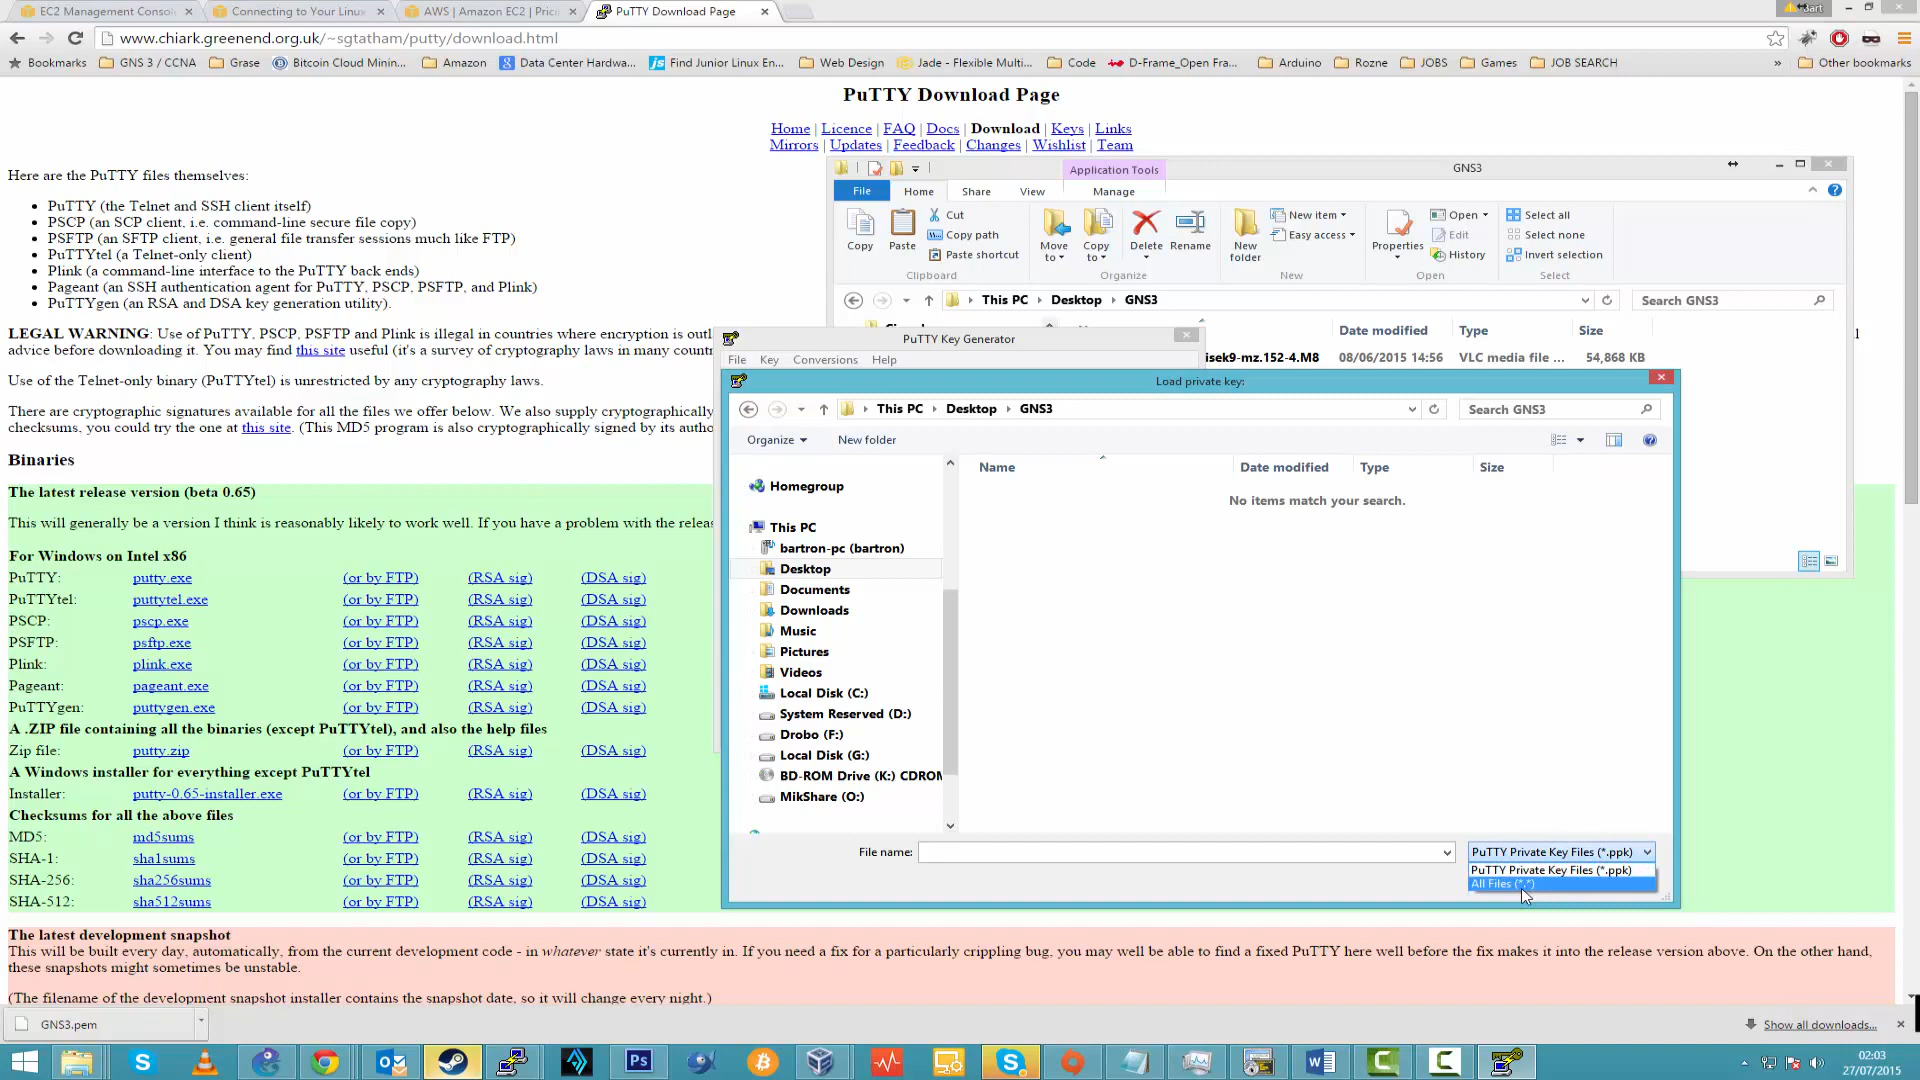 EC2 Management Consol
Connecting to Your Linux
AWS | Amazon EC2 | Prici
PuTTY Download Page
www.chiark.greenend.org.uk/~sgtatham/putty/download.html
Bookmarks
GNS 3 / CCNA
Grase
Bitcoin Cloud Minin...
Amazon
Data Center Hardwa...
Find Junior Linux En...
Web Design
Jade - Flexible Multi...
Code
D-Frame_Open Fra...
Arduino
Rozne
JOBS
Games
JOB SEARCH
»
Other bookmarks
PuTTY Download Page
Home | Licence | FAQ | Docs | Download | Keys | Links
Mirrors | Updates | Feedback | Changes | Wishlist | Team
Here are the PuTTY files themselves:
• PuTTY (the Telnet and SSH client itself)
• PSCP (an SCP client, i.e. command-line secure file copy)
• PSFTP (an SFTP client, i.e. general file transfer sessions much like FTP)
• PuTTYtel (a Telnet-only client)
• Plink (a command-line interface to the PuTTY back ends)
• Pageant (an SSH authentication agent for PuTTY, PSCP, PSFTP, and Plink)
• PuTTYgen (an RSA and DSA key generation utility).
LEGAL WARNING: Use of PuTTY, PSCP, PSFTP and Plink is illegal in countries where encryption is outl
advice before downloading it. You may find this site useful (it's a survey of cryptography laws in many countr
Use of the Telnet-only binary (PuTTYtel) is unrestricted by any cryptography laws.
There are cryptographic signatures available for all the files we offer below. We also supply cryptographically
checksums, you could try the one at this site. (This MD5 program is also cryptographically signed by its autho
Binaries
The latest release version (beta 0.65)
This will generally be a version I think is reasonably likely to work well. If you have a problem with the releas
For Windows on Intel x86
PuTTY: putty.exe (or by FTP) (RSA sig) (DSA sig)
PuTTYtel: puttytel.exe (or by FTP) (RSA sig) (DSA sig)
PSCP: pscp.exe (or by FTP) (RSA sig) (DSA sig)
PSFTP: psftp.exe (or by FTP) (RSA sig) (DSA sig)
Plink: plink.exe (or by FTP) (RSA sig) (DSA sig)
Pageant: pageant.exe (or by FTP) (RSA sig) (DSA sig)
PuTTYgen: puttygen.exe (or by FTP) (RSA sig) (DSA sig)
A .ZIP file containing all the binaries (except PuTTYtel), and also the help files
Zip file: putty.zip (or by FTP) (RSA sig) (DSA sig)
A Windows installer for everything except PuTTYtel
Installer: putty-0.65-installer.exe (or by FTP) (RSA sig) (DSA sig)
Checksums for all the above files
MD5: md5sums (or by FTP) (RSA sig) (DSA sig)
SHA-1: sha1sums (or by FTP) (RSA sig) (DSA sig)
SHA-256: sha256sums (or by FTP) (RSA sig) (DSA sig)
SHA-512: sha512sums (or by FTP) (RSA sig) (DSA sig)
The latest development snapshot
This will be built every day, automatically, from the current development code - in whatever state it's currently in. If you need a fix for a particularly crippling bug, you may well be able to find a fixed PuTTY here well before the fix makes it into the release version above. On the other hand,
these snapshots might sometimes be unstable.
(The filename of the development snapshot installer contains the snapshot date, so it will change every night.)
Application Tools
GNS3
File Home Share View Manage
Copy
Paste
Cut
Copy path
Paste shortcut
Clipboard
Move to
Copy to
Delete
Rename
Organize
New folder
New item
Easy access
New
Properties
Open
Edit
History
Open
Select all
Select none
Invert selection
Select
This PC Desktop GNS3
Search GNS3
Date modified Type Size
isek9-mz.152-4.M8 08/06/2015 14:56 VLC media file ... 54,868 KB
PuTTY Key Generator
File Key Conversions Help
Load private key:
This PC Desktop GNS3
Search GNS3
Organize New folder
Name Date modified Type Size
No items match your search.
Homegroup
This PC
bartron-pc (bartron)
Desktop
Documents
Downloads
Music
Pictures
Videos
Local Disk (C:)
System Reserved (D:)
Drobo (F:)
Local Disk (G:)
BD-ROM Drive (K:) CDROM
MikShare (O:)
File name:
PuTTY Private Key Files (*.ppk)
PuTTY Private Key Files (*.ppk)
All Files (*.*)
GNS3.pem
Show all downloads...
02:03
27/07/2015